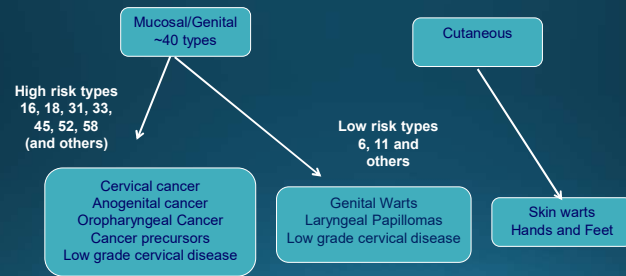 Mucosal/Genital
~40 types
Cutaneous
High risk types
16, 18, 31, 33,
45, 52, 58
(and others)
Low risk types
6, 11 and
others
Cervical cancer
Anogenital cancer
Oropharyngeal Cancer
Cancer precursors
Low grade cervical disease
Genital Warts
Laryngeal Papillomas
Low grade cervical disease
Skin warts
Hands and Feet